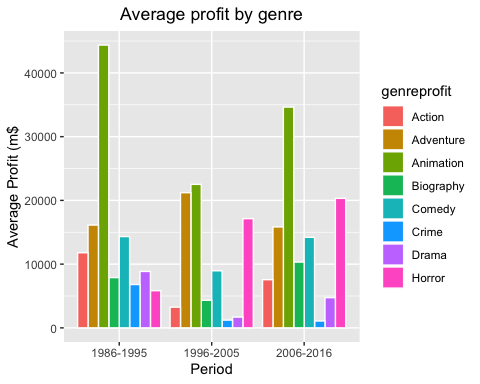 Average profit by genre
Average Profit (m$
40000
30000
20000
10000
0
1986-1995
1996-2005
2006-2016
Period
genreprofit
Action
Adventure
Animation
Biography
Comedy
Crime
Drama
Horror